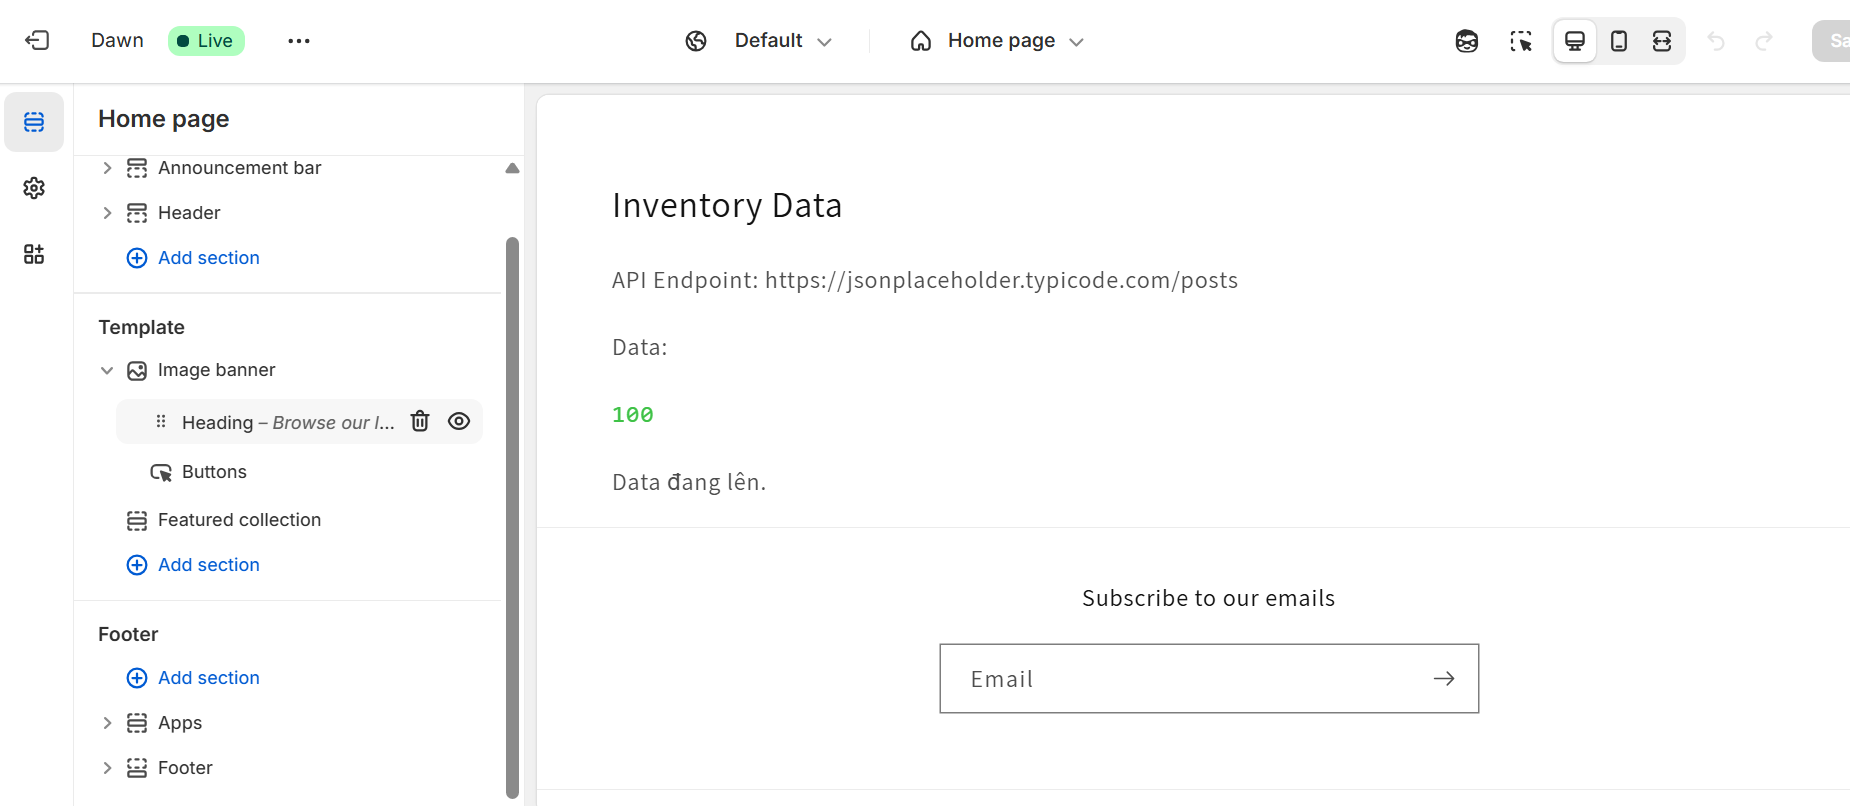 Dawn
Live
Default
Home page
Home page
Announcement bar
Header
Add section
Template
Image banner
Heading – Browse our l...
Buttons
Featured collection
Add section
Footer
Add section
Apps
Footer
Inventory Data
API Endpoint: https://jsonplaceholder.typicode.com/posts
Data:
100
Data đang lên.
Subscribe to our emails
Email